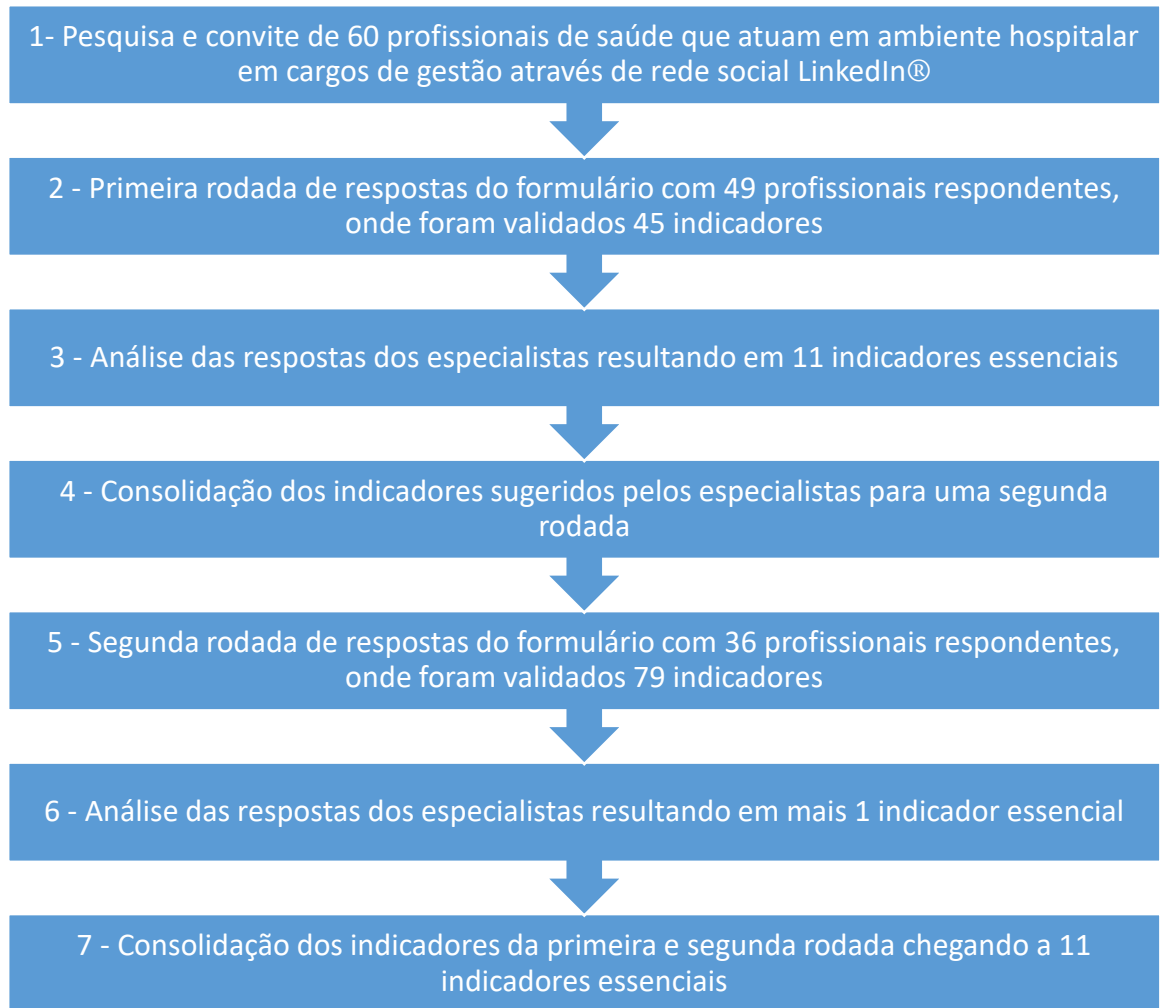 1- Pesquisa e convite de 60 profissionais de saúde que atuam em ambiente hospitalar
em cargos de gestão através de rede social LinkedIn®
2 - Primeira rodada de respostas do formulário com 49 profissionais respondentes,
onde foram validados 45 indicadores
3 - Análise das respostas dos especialistas resultando em 11 indicadores essenciais
4 - Consolidação dos indicadores sugeridos pelos especialistas para uma segunda
rodada
5 - Segunda rodada de respostas do formulário com 36 profissionais respondentes,
onde foram validados 79 indicadores
6 - Análise das respostas dos especialistas resultando em mais 1 indicador essencial
7 - Consolidação dos indicadores da primeira e segunda rodada chegando a 11
indicadores essenciais